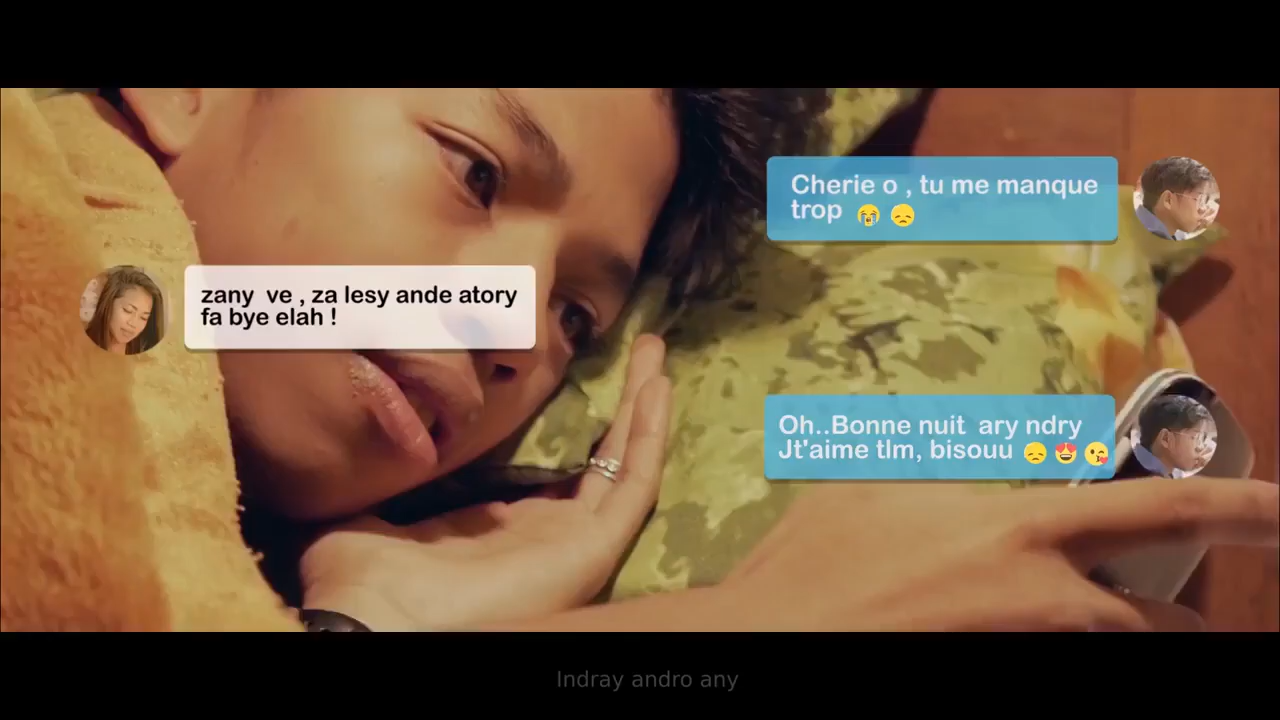 Cherie o , tu me manque
trop 😭 😞
zany ve , za lesy ande atory
fa bye elah !
Oh..Bonne nuit ary ndry
Jt'aime tlm, bisouu 😞 😍 😘
Indray andro any